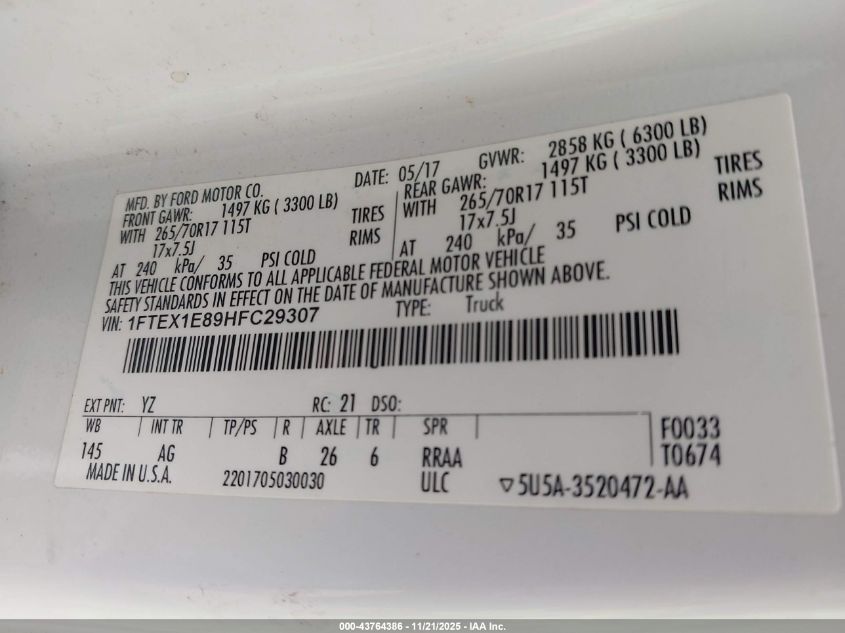 MFD. BY FORD MOTOR CO. DATE: 05/17 GVWR: 2858 KG ( 6300 LB)
FRONT GAWR: 1497 KG ( 3300 LB) REAR GAWR: 1497 KG ( 3300 LB)
WITH 265/70R17 115T TIRES WITH 265/70R17 115T TIRES
17x7.5J RIMS 17x7.5J RIMS
AT 240 kPa/ 35 PSI COLD AT 240 kPa/ 35 PSI COLD
THIS VEHICLE CONFORMS TO ALL APPLICABLE FEDERAL MOTOR VEHICLE
SAFETY STANDARDS IN EFFECT ON THE DATE OF MANUFACTURE SHOWN ABOVE.
VIN: 1FTEX1E89HFC29307 TYPE: Truck
EXT PNT: YZ RC: 21 DSO:
WB INT TR TP/PS R AXLE TR SPR F0033
145 AG B 26 6 RRAA T0674
MADE IN U.S.A. 2201705030030 ULC ▽5U5A-3520472-AA
000-43764386 - 11/21/2025 - IAA Inc.